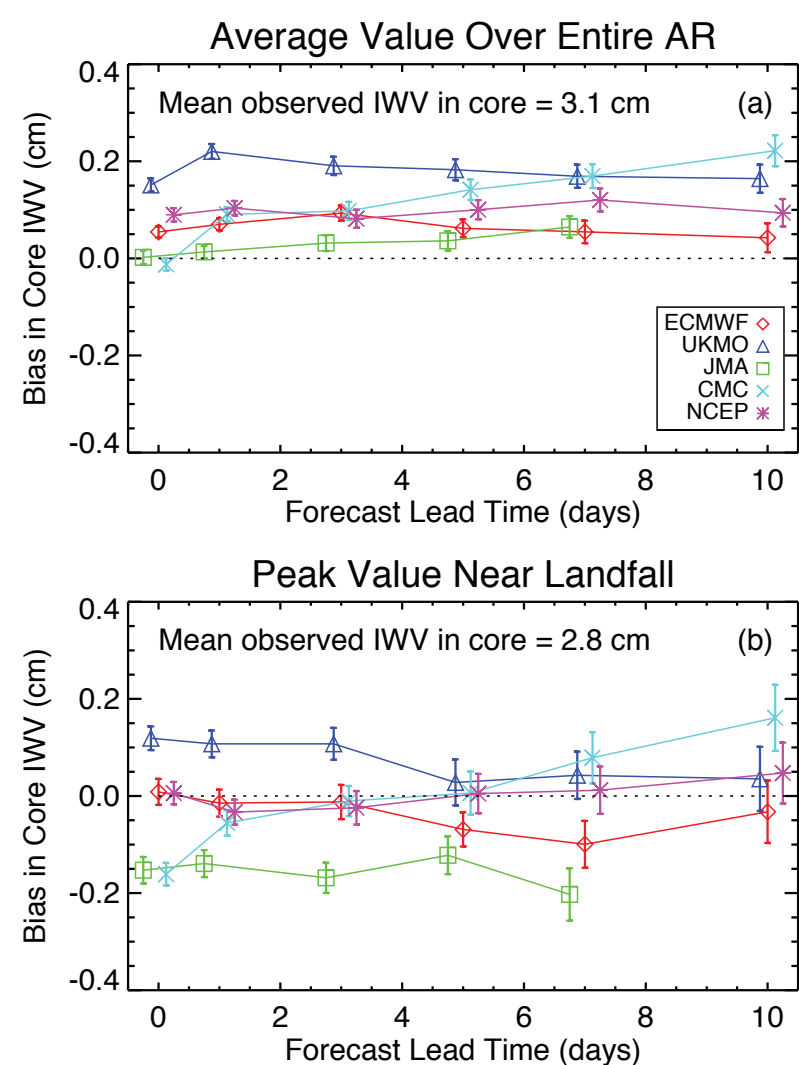 Average Value Over Entire AR
0.4
Mean observed IWV in core = 3.1 cm (a)
0.2
0.0
-0.2
-0.4
Bias in Core IWV (cm)
ECMWF
UKMO
JMA
CMC
NCEP
0 2 4 6 8 10
Forecast Lead Time (days)
Peak Value Near Landfall
0.4
Mean observed IWV in core = 2.8 cm (b)
0.2
0.0
-0.2
-0.4
Bias in Core IWV (cm)
0 2 4 6 8 10
Forecast Lead Time (days)